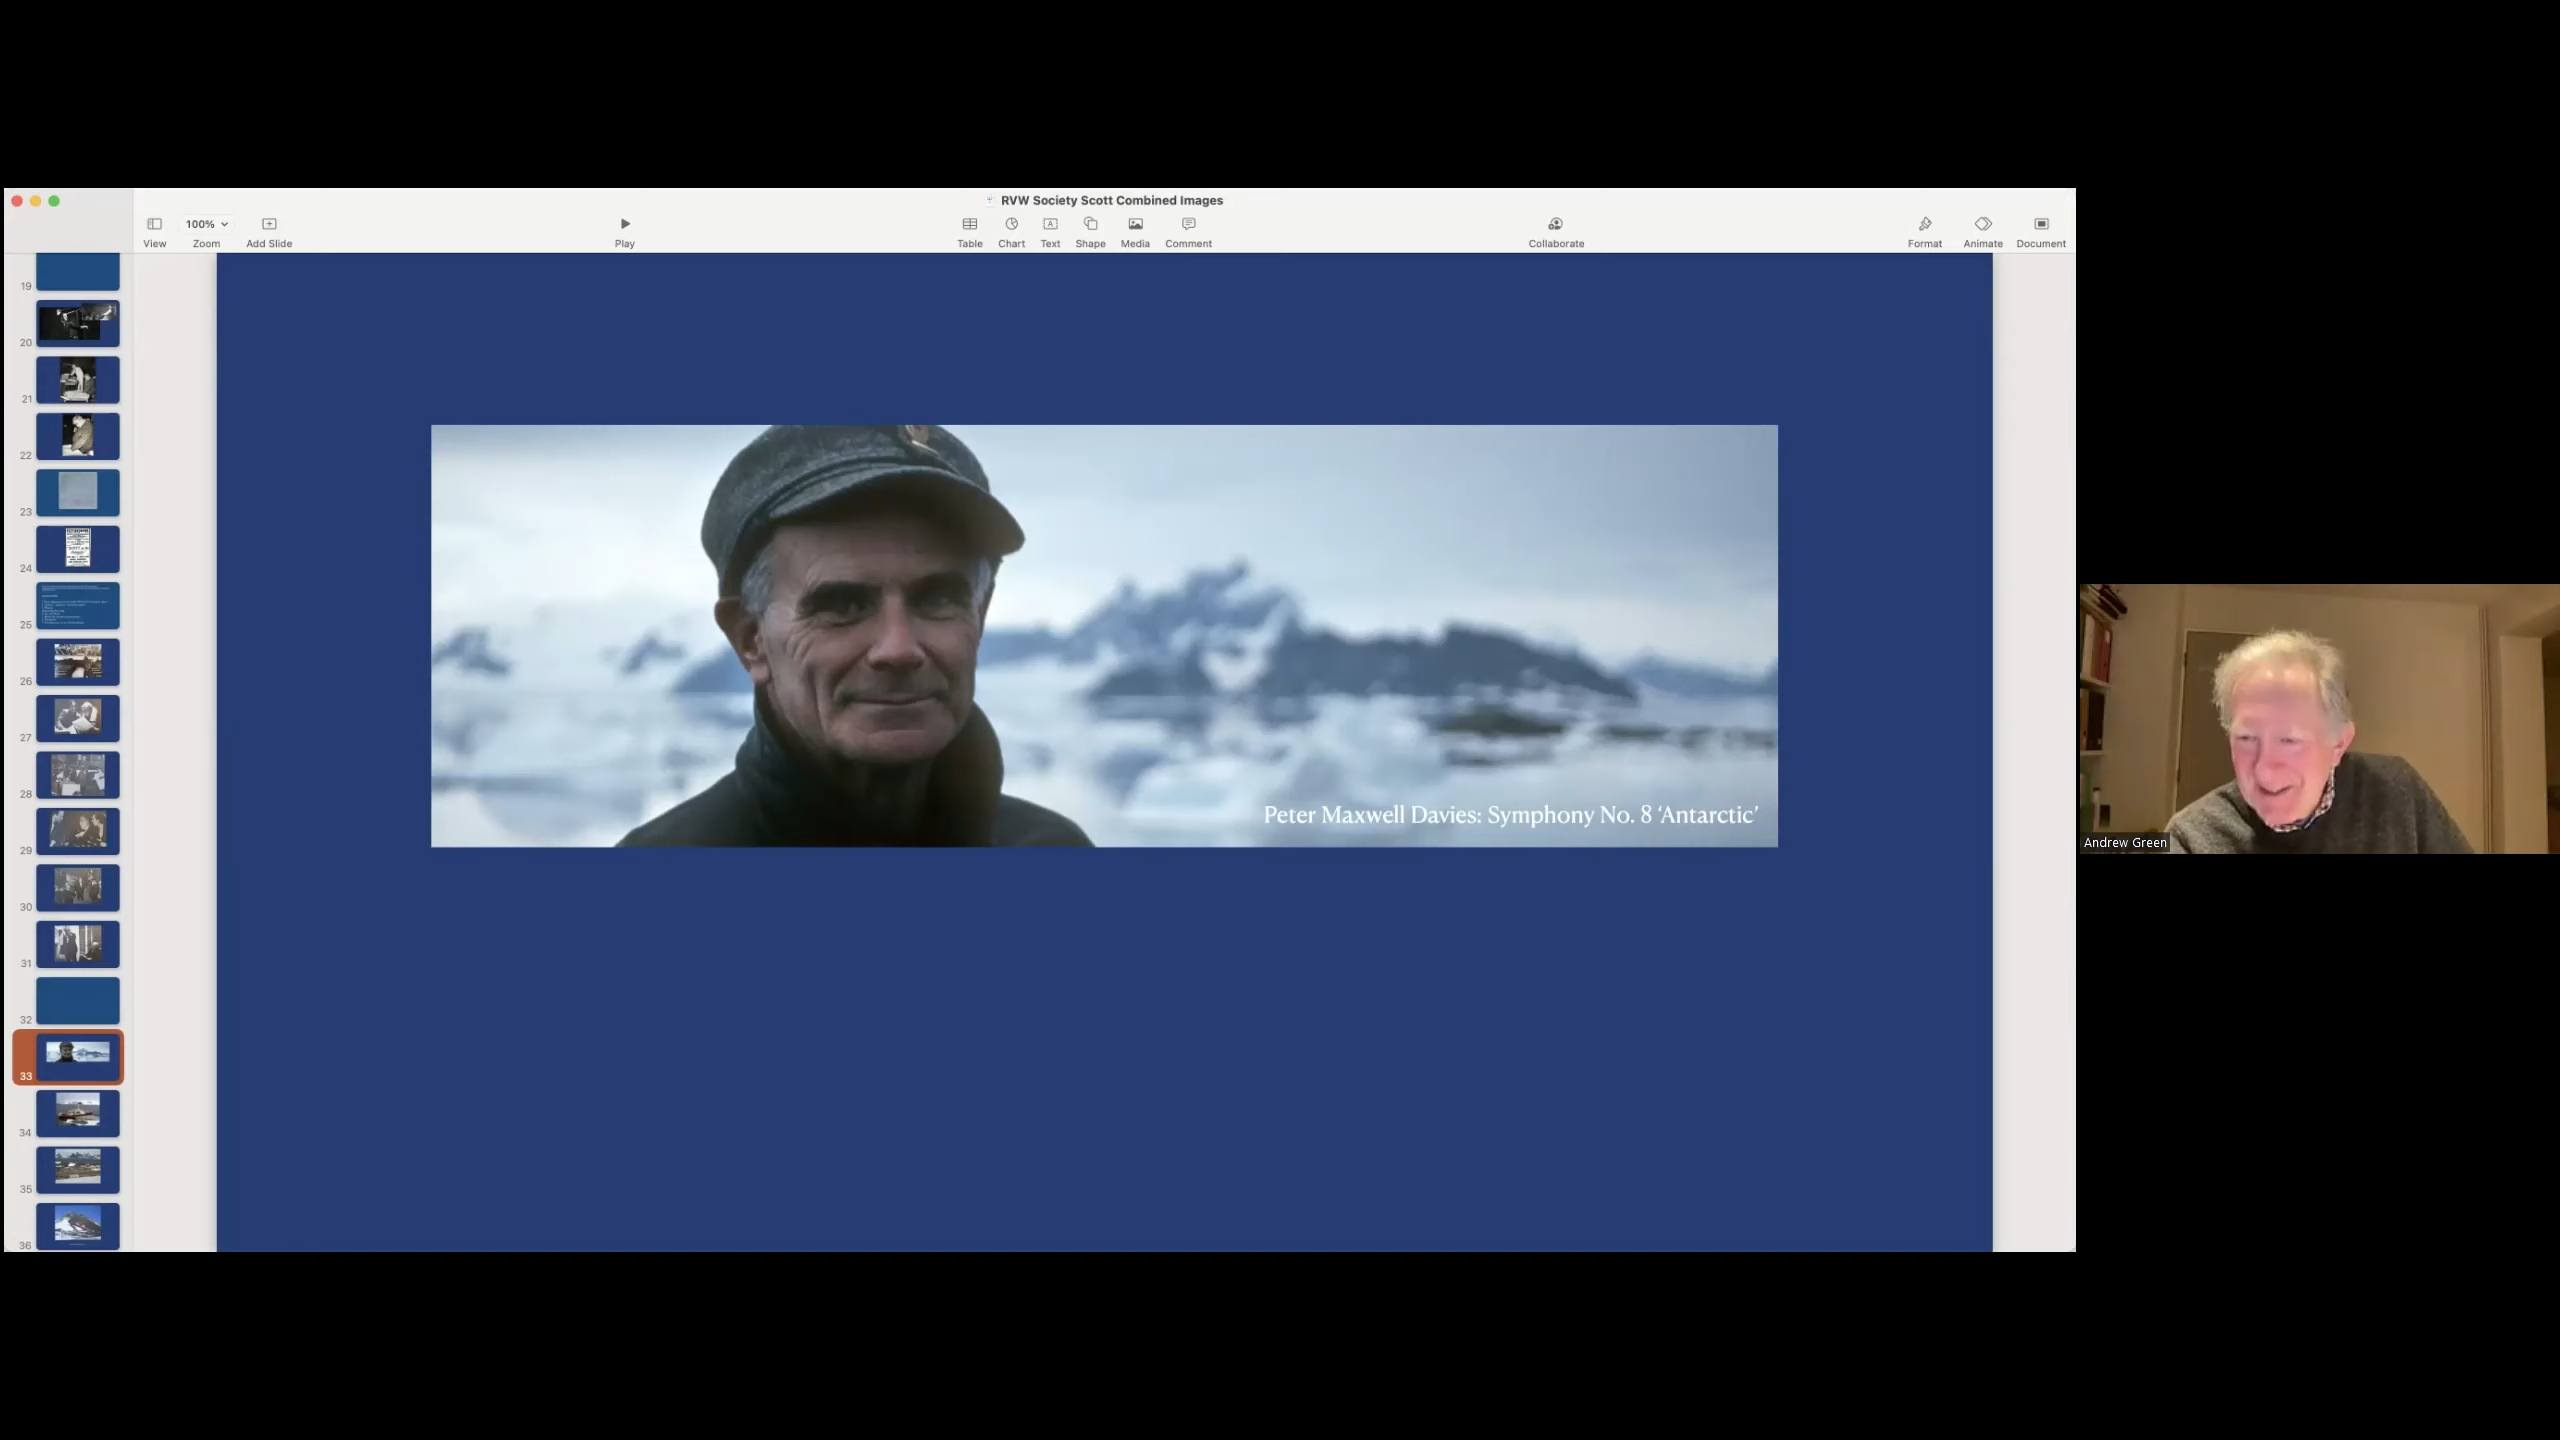 RVW Society Scott Combined Images
100%
View
Zoom
Add Slide
Play
Table
Chart
Text
Shape
Media
Comment
Collaborate
Format
Animate
Document
19
20
21
22
23
24
25
26
27
28
29
30
31
32
33
34
35
36
Peter Maxwell Davies: Symphony No. 8 ‘Antarctic’
Andrew Green